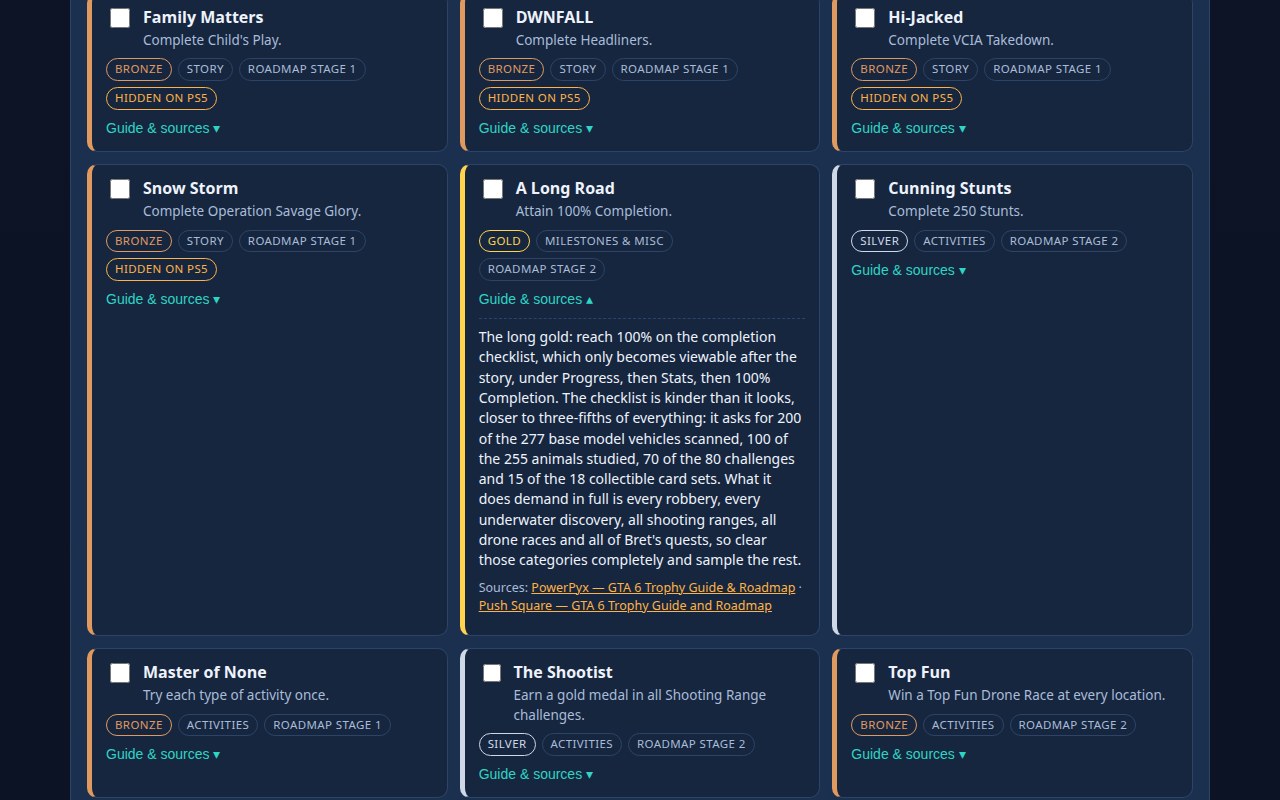 Family Matters
Complete Child's Play.
BRONZE STORY ROADMAP STAGE 1
HIDDEN ON PS5
Guide & sources ▾
DWNFALL
Complete Headliners.
BRONZE STORY ROADMAP STAGE 1
HIDDEN ON PS5
Guide & sources ▾
Hi-Jacked
Complete VCIA Takedown.
BRONZE STORY ROADMAP STAGE 1
HIDDEN ON PS5
Guide & sources ▾
Snow Storm
Complete Operation Savage Glory.
BRONZE STORY ROADMAP STAGE 1
HIDDEN ON PS5
Guide & sources ▾
A Long Road
Attain 100% Completion.
GOLD MILESTONES & MISC
ROADMAP STAGE 2
Guide & sources ▴
The long gold: reach 100% on the completion
checklist, which only becomes viewable after the
story, under Progress, then Stats, then 100%
Completion. The checklist is kinder than it looks,
closer to three-fifths of everything: it asks for 200
of the 277 base model vehicles scanned, 100 of
the 255 animals studied, 70 of the 80 challenges
and 15 of the 18 collectible card sets. What it
does demand in full is every robbery, every
underwater discovery, all shooting ranges, all
drone races and all of Bret's quests, so clear
those categories completely and sample the rest.
Sources: PowerPyx — GTA 6 Trophy Guide & Roadmap ·
Push Square — GTA 6 Trophy Guide and Roadmap
Cunning Stunts
Complete 250 Stunts.
SILVER ACTIVITIES ROADMAP STAGE 2
Guide & sources ▾
Master of None
Try each type of activity once.
BRONZE ACTIVITIES ROADMAP STAGE 1
Guide & sources ▾
The Shootist
Earn a gold medal in all Shooting Range
challenges.
SILVER ACTIVITIES ROADMAP STAGE 2
Guide & sources ▾
Top Fun
Win a Top Fun Drone Race at every location.
BRONZE ACTIVITIES ROADMAP STAGE 2
Guide & sources ▾